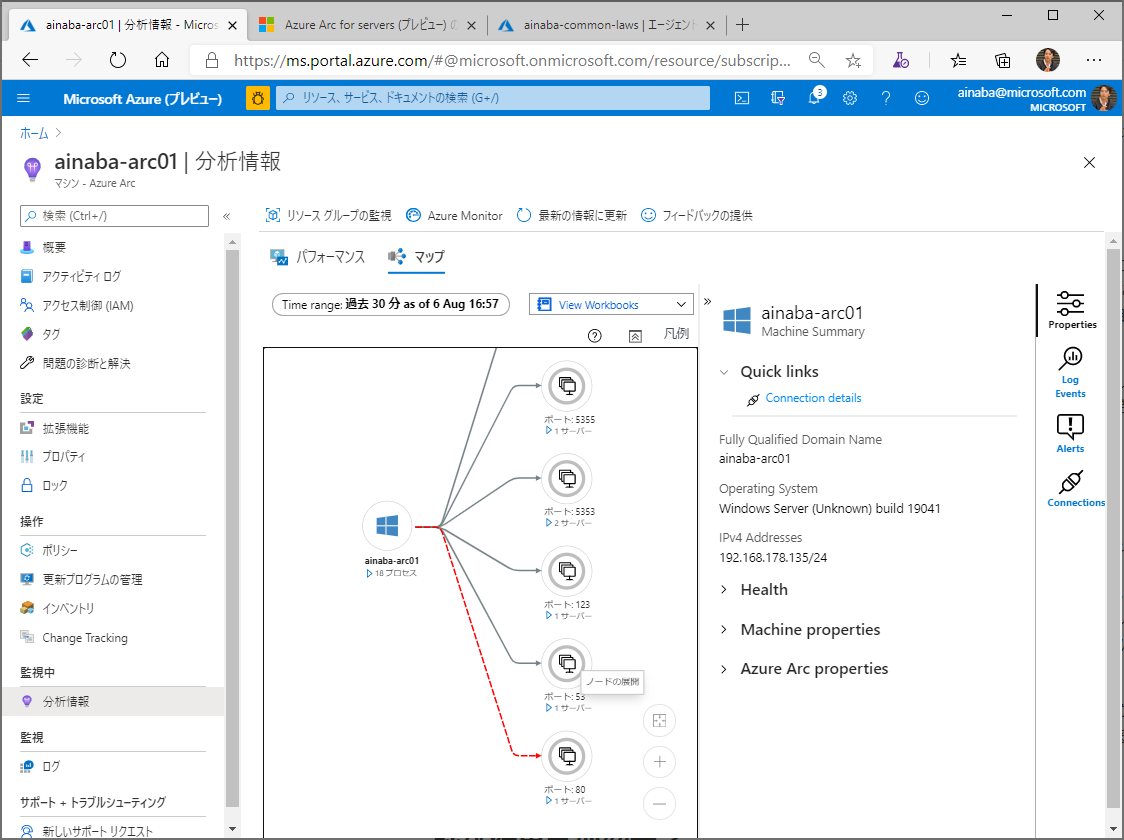 ainaba-arc01 | 分析情報 - Micros
Azure Arc for servers (プレビュー) の
ainaba-common-laws | エージェント
https://ms.portal.azure.com/#@microsoft.onmicrosoft.com/resource/subscrip...
Microsoft Azure (プレビュー)
リソース、サービス、ドキュメントの検索 (G+/)
3
ainaba@microsoft.com
MICROSOFT
ホーム
ainaba-arc01 | 分析情報
マシン - Azure Arc
検索 (Ctrl+/)
«
概要
アクティビティ ログ
アクセス制御 (IAM)
タグ
問題の診断と解決
設定
拡張機能
プロパティ
ロック
操作
ポリシー
更新プログラムの管理
インベントリ
Change Tracking
監視中
分析情報
監視
ログ
サポート + トラブルシューティング
新しいサポート リクエスト
リソース グループの監視
Azure Monitor
最新の情報に更新
フィードバックの提供
パフォーマンス
マップ
Time range: 過去 30 分 as of 6 Aug 16:57
View Workbooks
»
凡例
ainaba-arc01
18 プロセス
ポート: 5355
1 サーバー
ポート: 5353
2 サーバー
ポート: 123
1 サーバー
ノードの展開
ポート: 53
1 サーバー
ポート: 80
1 サーバー
ainaba-arc01
Machine Summary
Quick links
Connection details
Fully Qualified Domain Name
ainaba-arc01
Operating System
Windows Server (Unknown) build 19041
IPv4 Addresses
192.168.178.135/24
Health
Machine properties
Azure Arc properties
Properties
Log
Events
Alerts
Connections